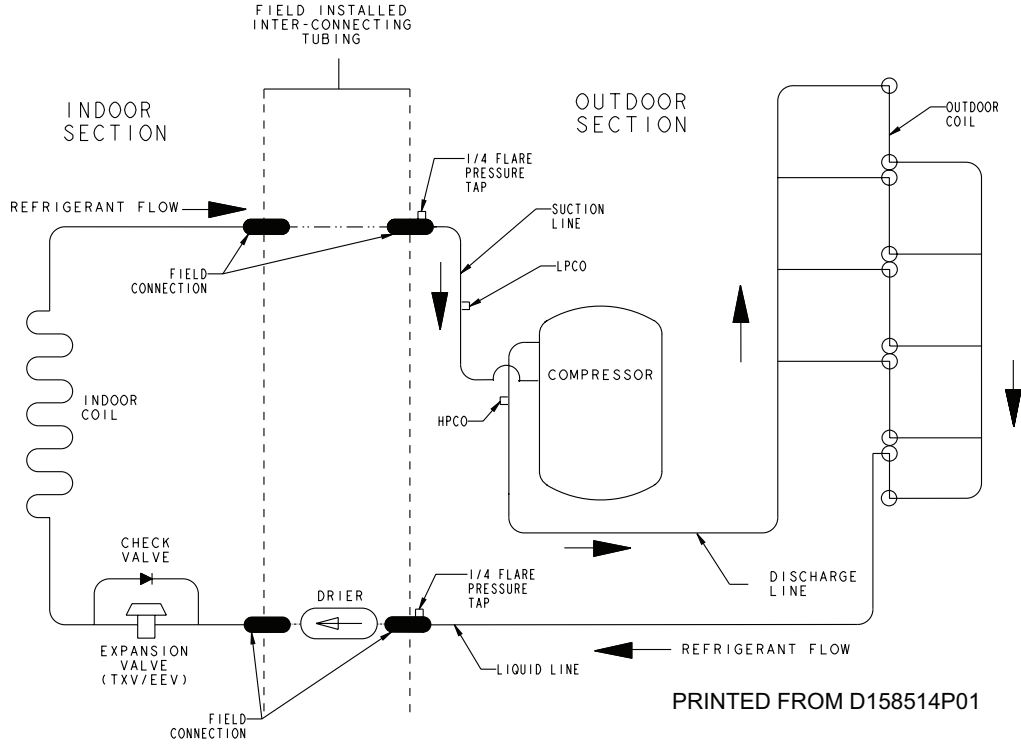 FIELD INSTALLED
INTER-CONNECTING
TUBING
INDOOR
SECTION
OUTDOOR
SECTION
OUTDOOR
COIL
1/4 FLARE
PRESSURE
TAP
REFRIGERANT FLOW
SUCTION
LINE
FIELD
CONNECTION
LPCO
COMPRESSOR
INDOOR
COIL
HPCO
CHECK
VALVE
1/4 FLARE
PRESSURE
TAP
DISCHARGE
LINE
DRIER
EXPANSION
VALVE
(TXV/EEV)
REFRIGERANT FLOW
LIQUID LINE
FIELD
CONNECTION
PRINTED FROM D158514P01